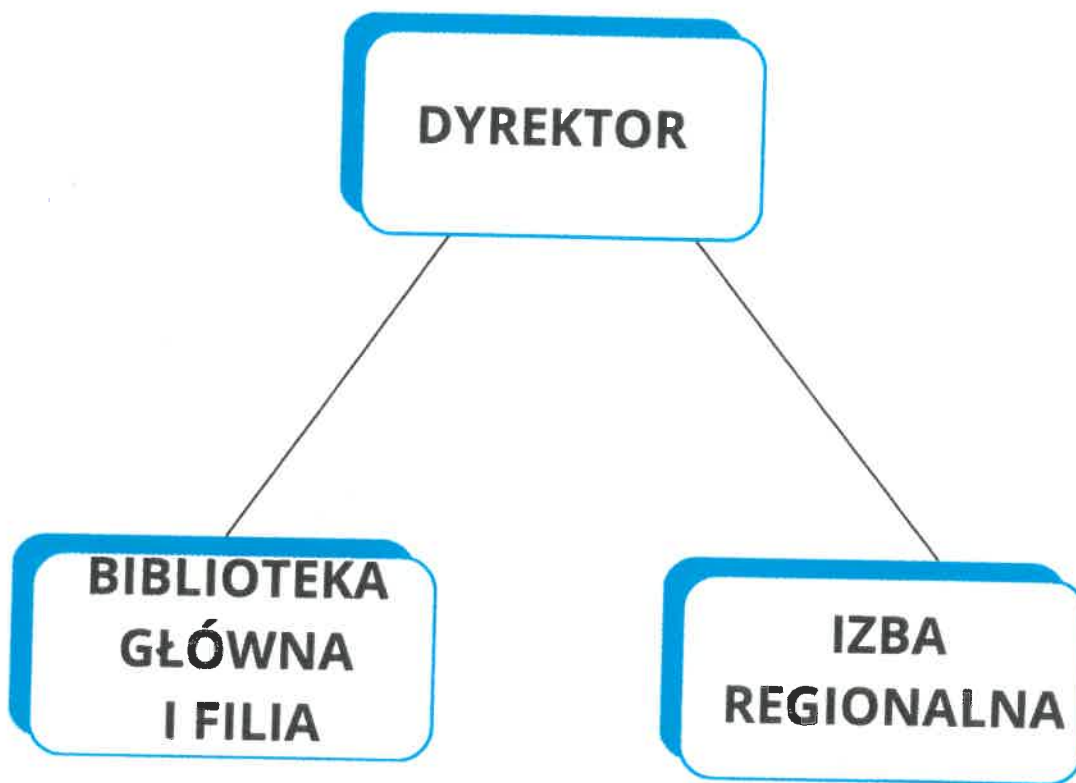 DYREKTOR
BIBLIOTEKA
GŁÓWNA
I FILIA
IZBA
REGIONALNA